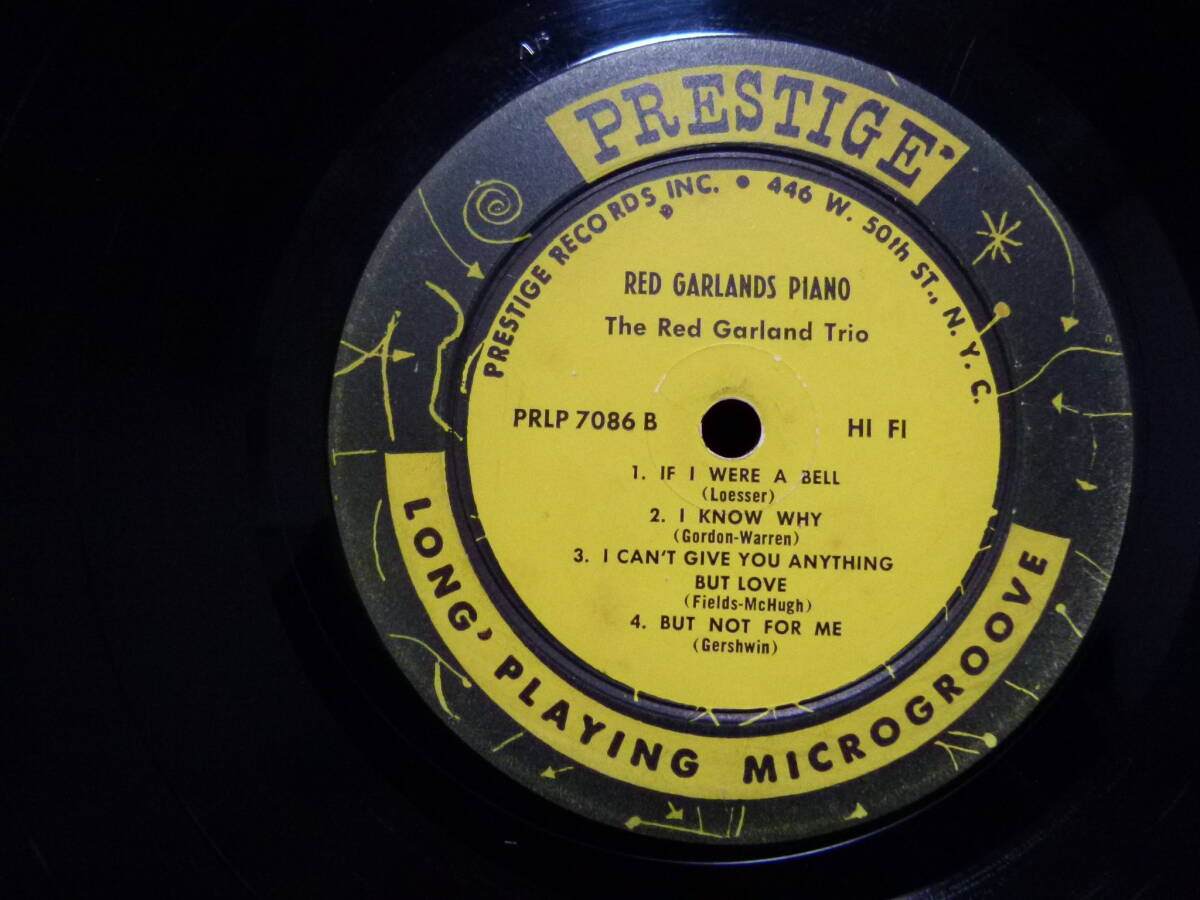 PRESTIGE
PRESTIGE RECORDS INC. • 446 W. 50th ST., N. Y. C.
RED GARLANDS PIANO
The Red Garland Trio
PRLP 7086 B
HI FI
1. IF I WERE A BELL
(Loesser)
2. I KNOW WHY
(Gordon-Warren)
3. I CAN'T GIVE YOU ANYTHING
BUT LOVE
(Fields-McHugh)
4. BUT NOT FOR ME
(Gershwin)
LONG PLAYING MICROGROOVE